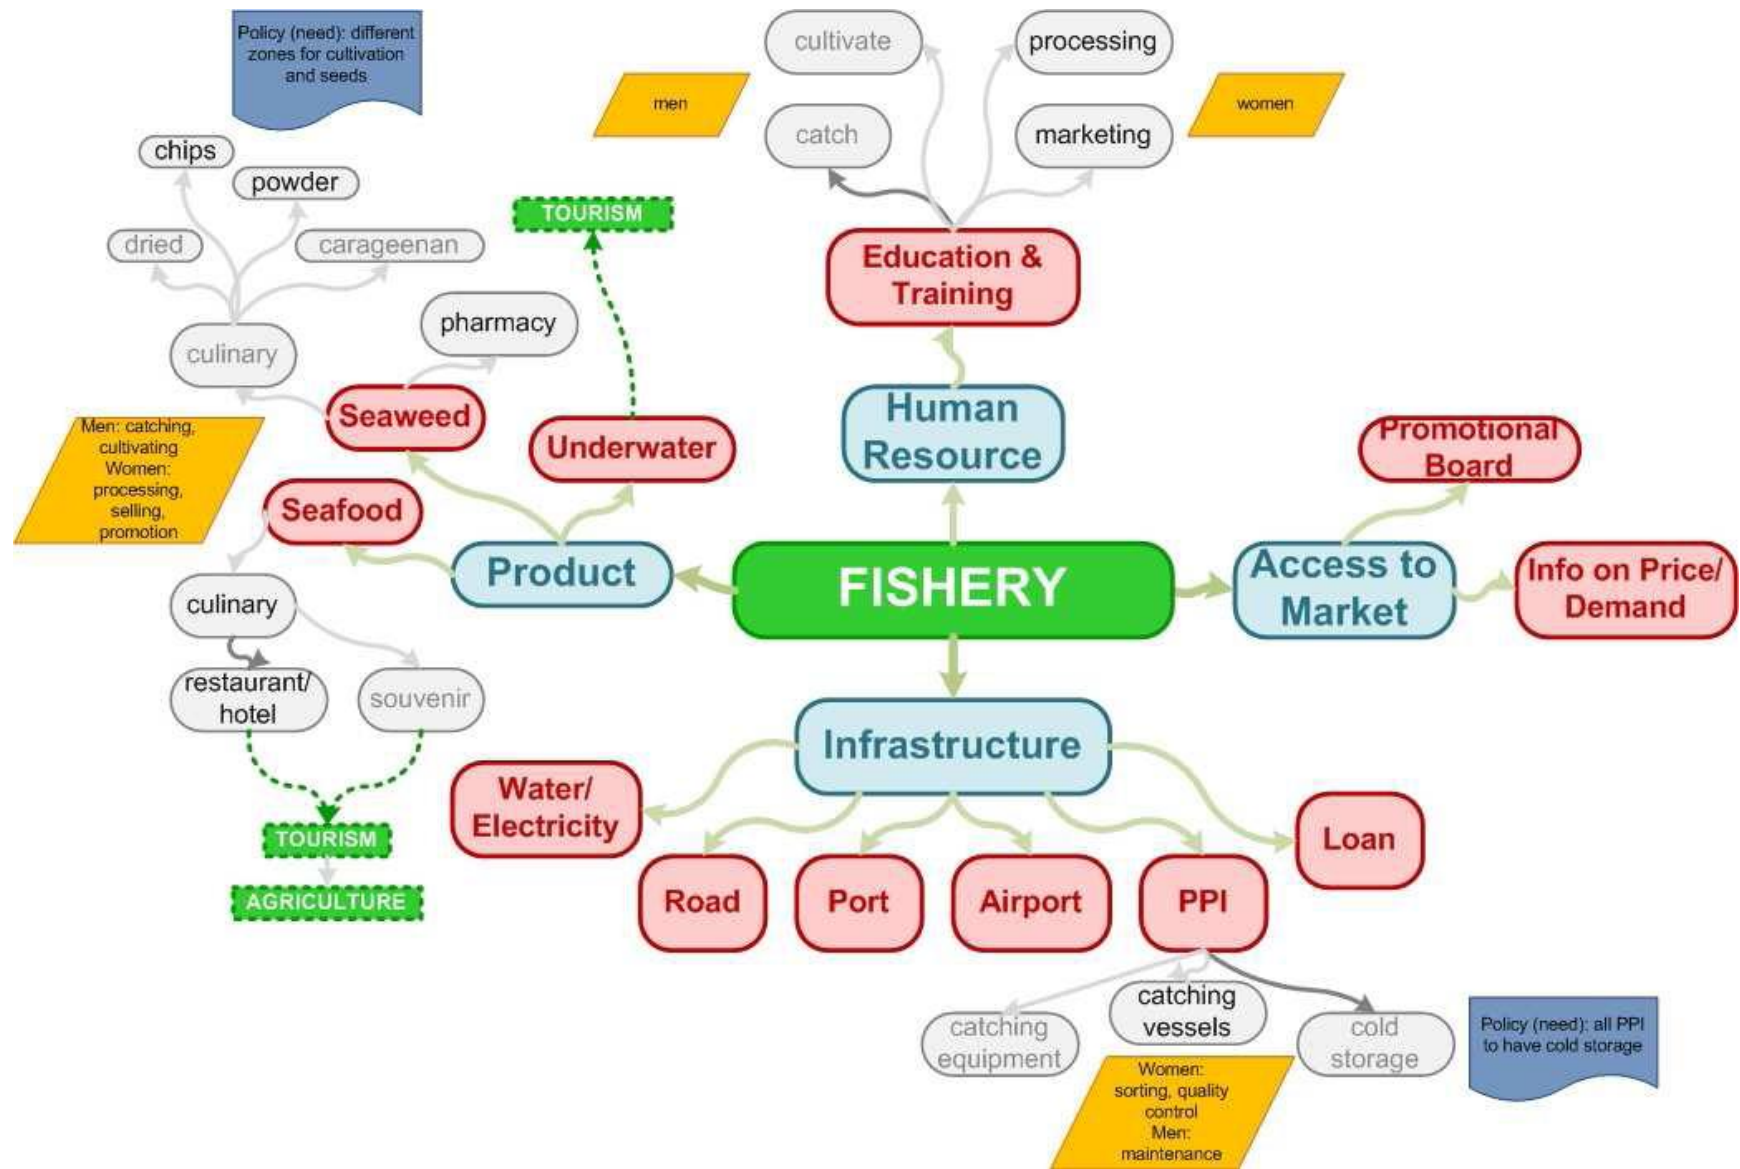 Policy (need): different
zones for cultivation
and seeds
cultivate
processing
men
women
catch
marketing
chips
powder
dried
carageenan
TOURISM
Education &
Training
pharmacy
culinary
Seaweed
Underwater
Human
Resource
Promotional
Board
Men: catching,
cultivating
Women:
processing,
selling,
promotion
Seafood
Product
FISHERY
Access to
Market
Info on Price/
Demand
culinary
restaurant/
hotel
souvenir
Infrastructure
Water/
Electricity
Loan
TOURISM
AGRICULTURE
Road
Port
Airport
PPI
catching
equipment
catching
vessels
cold
storage
Policy (need): all PPI
to have cold storage
Women:
sorting, quality
control
Men:
maintenance